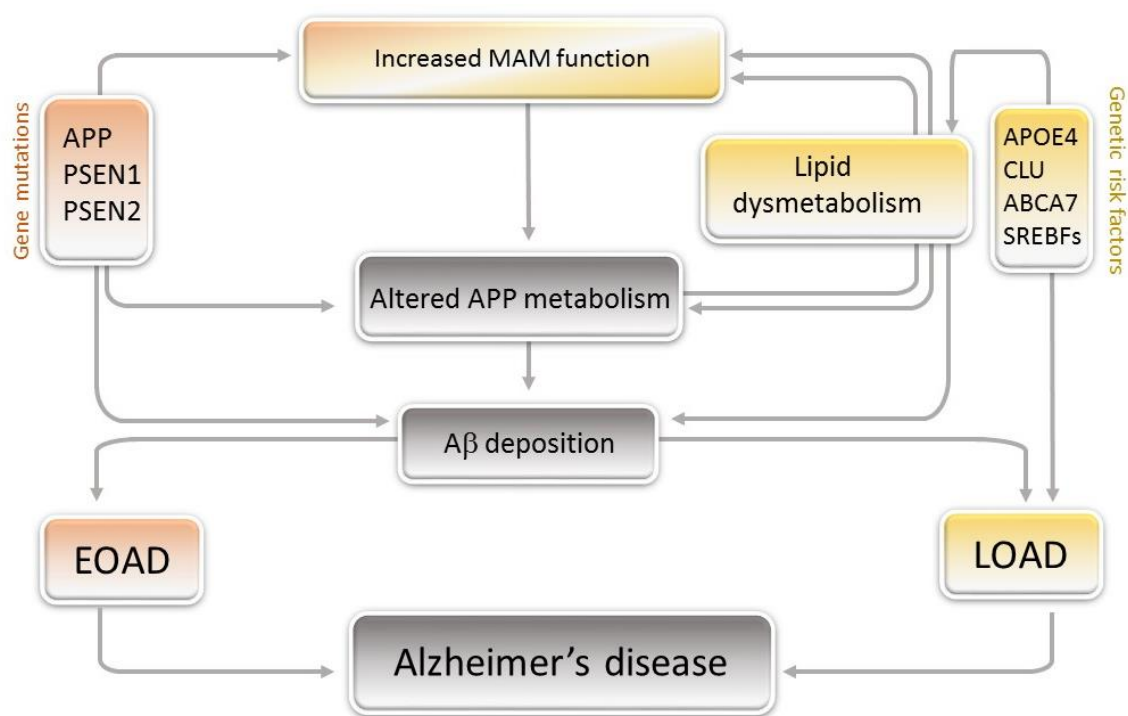 Increased MAM function
Gene mutations
APP
PSEN1
PSEN2
Lipid
dysmetabolism
APOE4
CLU
ABCA7
SREBFs
Genetic risk factors
Altered APP metabolism
Aβ deposition
EOAD
LOAD
Alzheimer’s disease